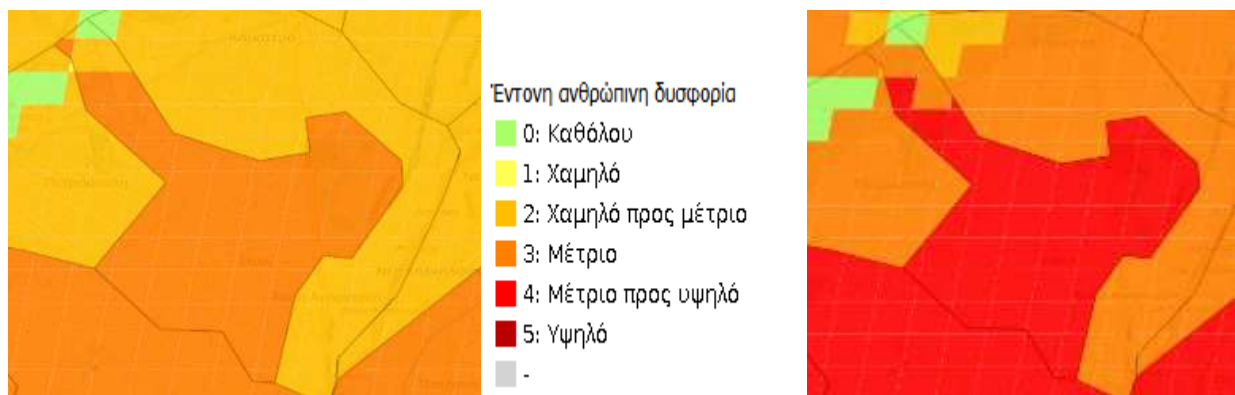 Έντονη ανθρώπινη δυσφορία
0: Καθόλου
1: Χαμηλό
2: Χαμηλό προς μέτριο
3: Μέτριο
4: Μέτριο προς υψηλό
5: Υψηλό
-